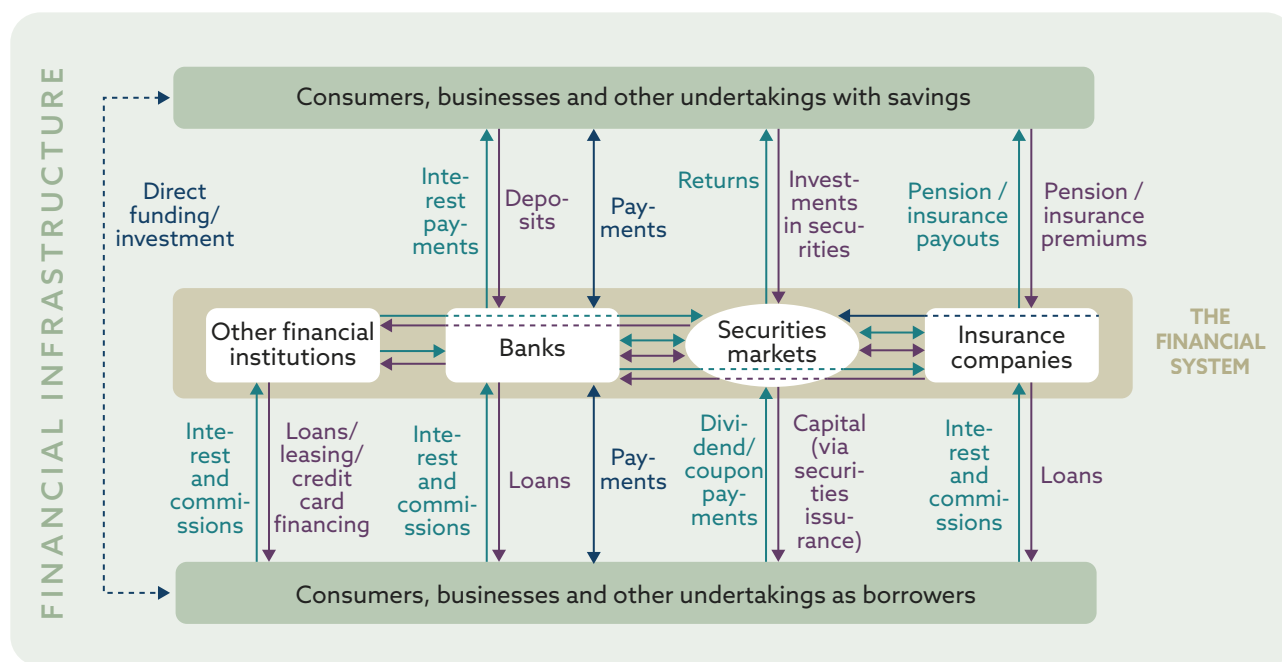 FINANCIAL INFRASTRUCTURE
Consumers, businesses and other undertakings with savings
Direct
funding/
investment
Inte-
rest
pay-
ments
Depo-
sits
Pay-
ments
Returns
Invest-
ments
in secu-
rities
Pension /
insurance
payouts
Pension /
insurance
premiums
Other financial
institutions
Banks
Securities
markets
Insurance
companies
THE
FINANCIAL
SYSTEM
Inte-
rest
and
commi-
ssions
Loans/
leasing/
credit
card
financing
Inte-
rest
and
commi-
ssions
Loans
Pay-
ments
Divi-
dend/
coupon
pay-
ments
Capital
(via
securi-
ties
issu-
rance)
Inte-
rest
and
commi-
ssions
Loans
Consumers, businesses and other undertakings as borrowers